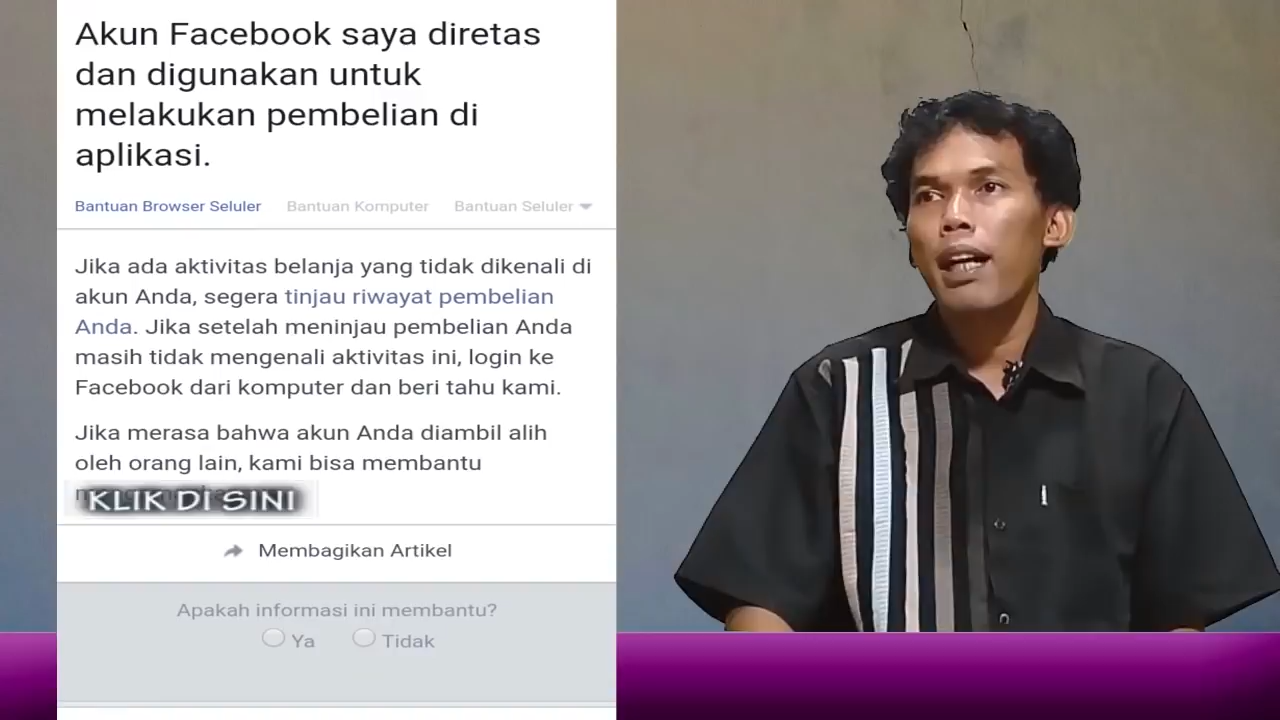 Akun Facebook saya diretas
dan digunakan untuk
melakukan pembelian di
aplikasi.
Bantuan Browser Seluler Bantuan Komputer Bantuan Seluler
Jika ada aktivitas belanja yang tidak dikenali di
akun Anda, segera tinjau riwayat pembelian
Anda. Jika setelah meninjau pembelian Anda
masih tidak mengenali aktivitas ini, login ke
Facebook dari komputer dan beri tahu kami.
Jika merasa bahwa akun Anda diambil alih
oleh orang lain, kami bisa membantu
KLIK DI SINI
Membagikan Artikel
Apakah informasi ini membantu?
Ya Tidak